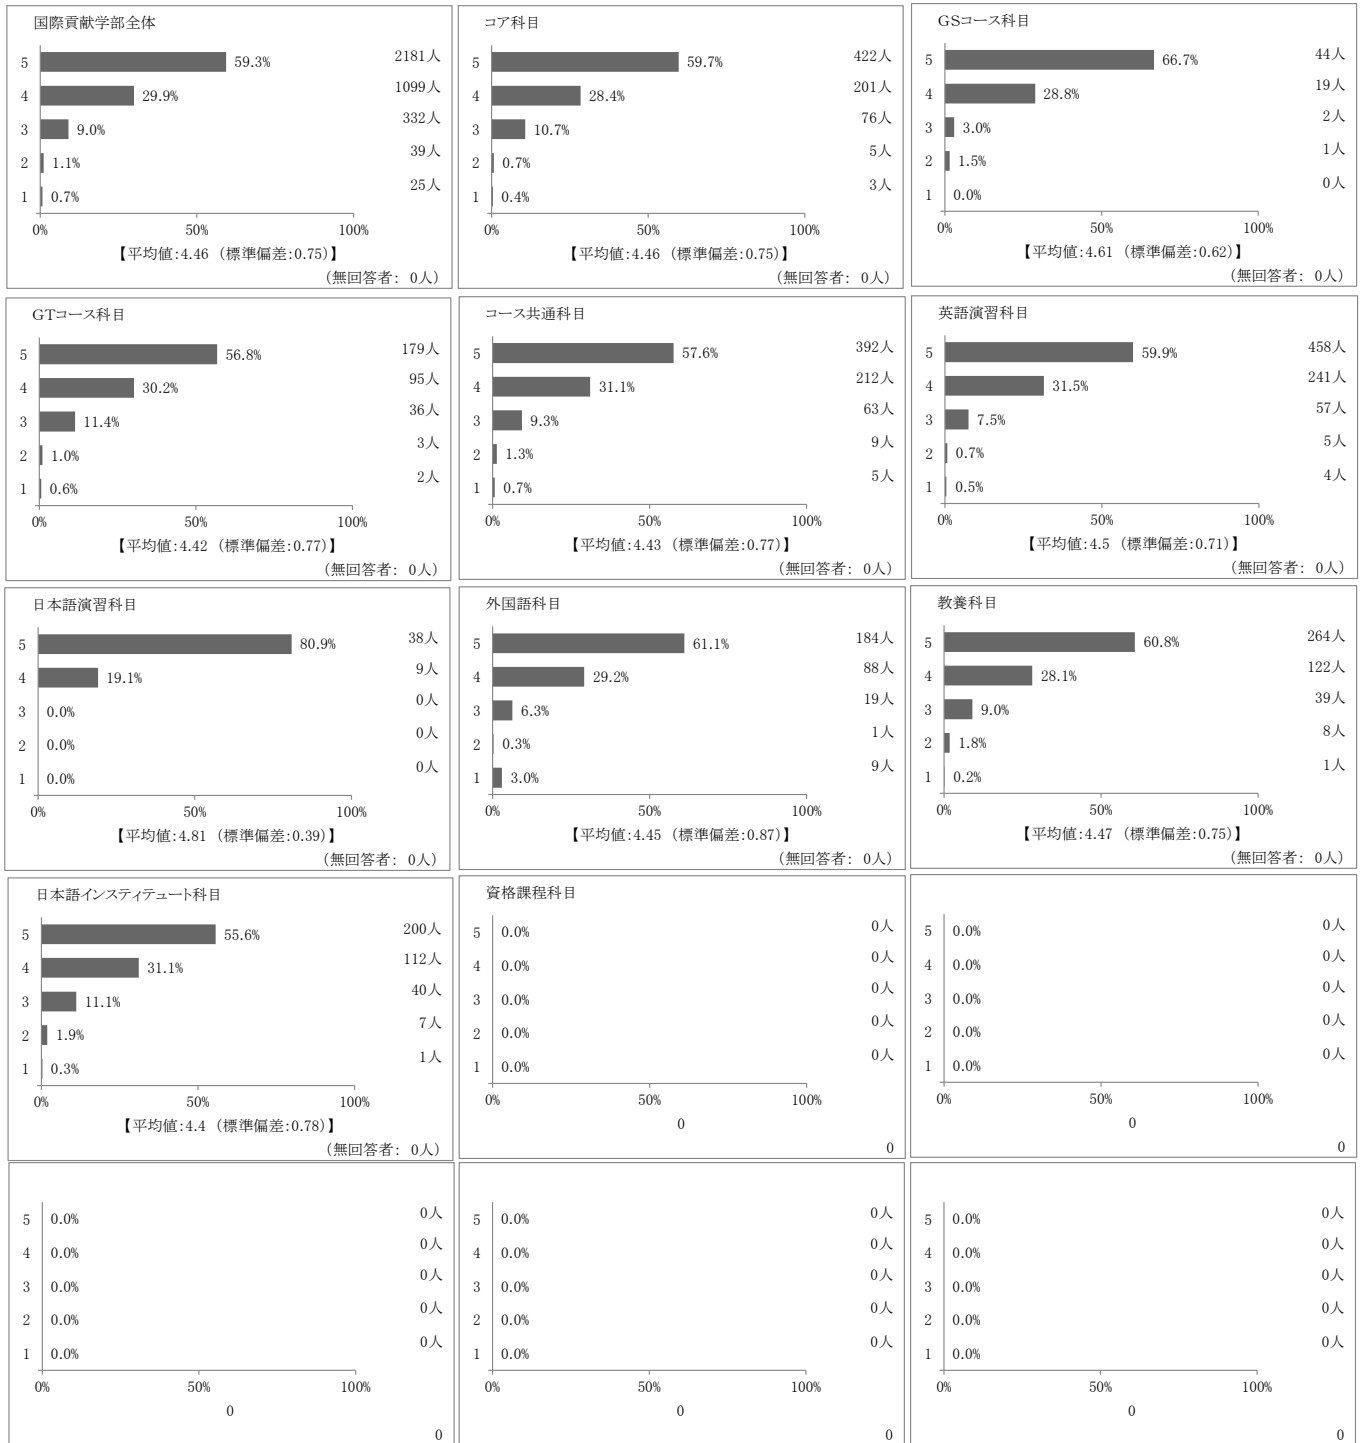 国際貢献学部全体
5 59.3% 2181人
4 29.9% 1099人
3 9.0% 332人
2 1.1% 39人
1 0.7% 25人
0% 50% 100%
【平均値:4.46 (標準偏差:0.75)】
(無回答者: 0人)
コア科目
5 59.7% 422人
4 28.4% 201人
3 10.7% 76人
2 0.7% 5人
1 0.4% 3人
0% 50% 100%
【平均値:4.46 (標準偏差:0.75)】
(無回答者: 0人)
GSコース科目
5 66.7% 44人
4 28.8% 19人
3 3.0% 2人
2 1.5% 1人
1 0.0% 0人
0% 50% 100%
【平均値:4.61 (標準偏差:0.62)】
(無回答者: 0人)
GTコース科目
5 56.8% 179人
4 30.2% 95人
3 11.4% 36人
2 1.0% 3人
1 0.6% 2人
0% 50% 100%
【平均値:4.42 (標準偏差:0.77)】
(無回答者: 0人)
コース共通科目
5 57.6% 392人
4 31.1% 212人
3 9.3% 63人
2 1.3% 9人
1 0.7% 5人
0% 50% 100%
【平均値:4.43 (標準偏差:0.77)】
(無回答者: 0人)
英語演習科目
5 59.9% 458人
4 31.5% 241人
3 7.5% 57人
2 0.7% 5人
1 0.5% 4人
0% 50% 100%
【平均値:4.5 (標準偏差:0.71)】
(無回答者: 0人)
日本語演習科目
5 80.9% 38人
4 19.1% 9人
3 0.0% 0人
2 0.0% 0人
1 0.0% 0人
0% 50% 100%
【平均値:4.81 (標準偏差:0.39)】
(無回答者: 0人)
外国語科目
5 61.1% 184人
4 29.2% 88人
3 6.3% 19人
2 0.3% 1人
1 3.0% 9人
0% 50% 100%
【平均値:4.45 (標準偏差:0.87)】
(無回答者: 0人)
教養科目
5 60.8% 264人
4 28.1% 122人
3 9.0% 39人
2 1.8% 8人
1 0.2% 1人
0% 50% 100%
【平均値:4.47 (標準偏差:0.75)】
(無回答者: 0人)
日本語インスティテュート科目
5 55.6% 200人
4 31.1% 112人
3 11.1% 40人
2 1.9% 7人
1 0.3% 1人
0% 50% 100%
【平均値:4.4 (標準偏差:0.78)】
(無回答者: 0人)
資格課程科目
5 0.0% 0人
4 0.0% 0人
3 0.0% 0人
2 0.0% 0人
1 0.0% 0人
0% 50% 100%
0
0
5 0.0% 0人
4 0.0% 0人
3 0.0% 0人
2 0.0% 0人
1 0.0% 0人
0% 50% 100%
0
0
5 0.0% 0人
4 0.0% 0人
3 0.0% 0人
2 0.0% 0人
1 0.0% 0人
0% 50% 100%
0
0
5 0.0% 0人
4 0.0% 0人
3 0.0% 0人
2 0.0% 0人
1 0.0% 0人
0% 50% 100%
0
0
5 0.0% 0人
4 0.0% 0人
3 0.0% 0人
2 0.0% 0人
1 0.0% 0人
0% 50% 100%
0
0